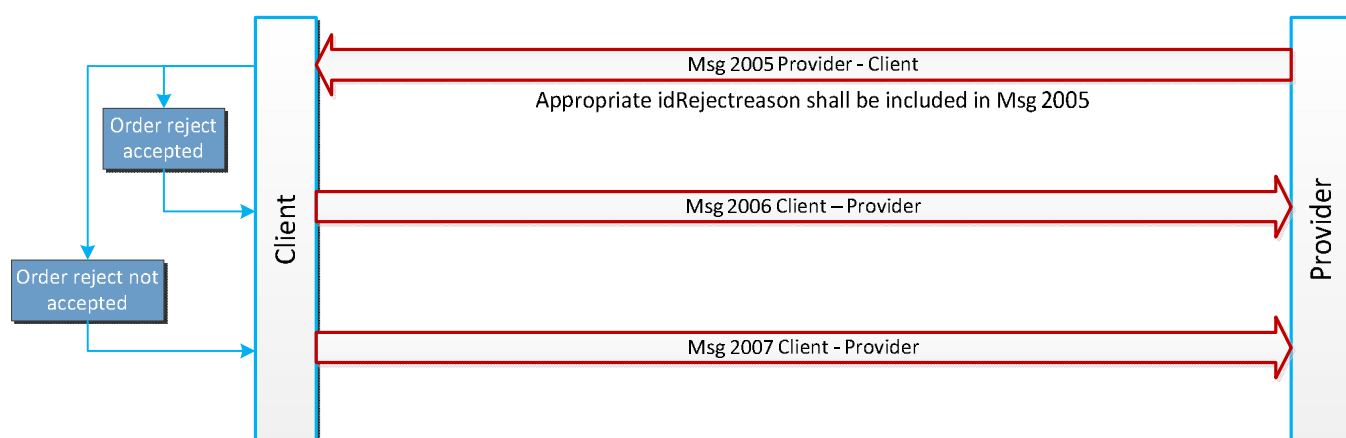 Msg 2005 Provider - Client
Appropriate idRejectreason shall be included in Msg 2005
Order reject
accepted
Client
Msg 2006 Client – Provider
Provider
Order reject not
accepted
Msg 2007 Client - Provider